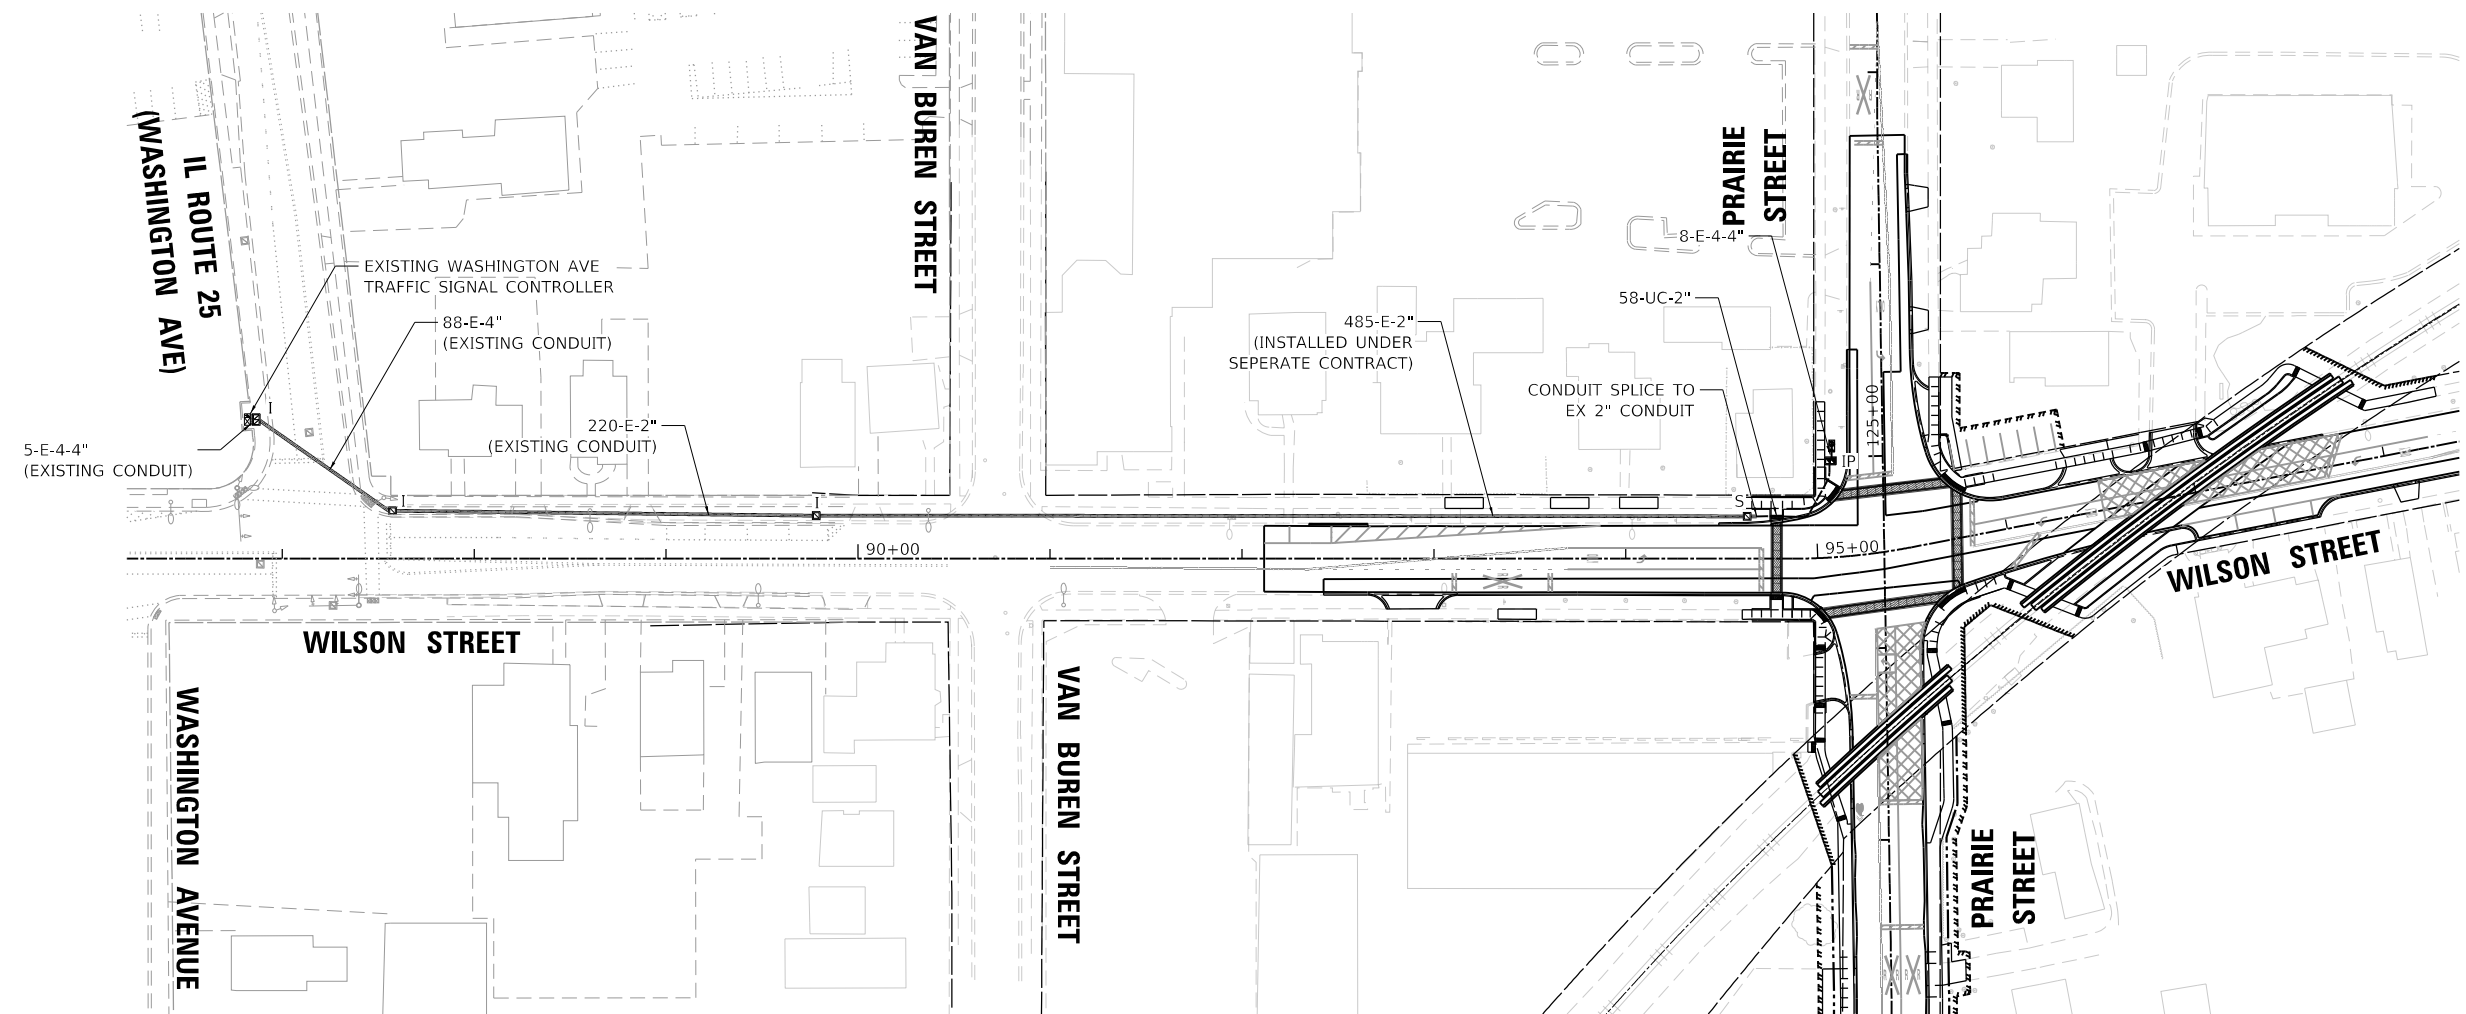 VAN BUREN STREET
IL ROUTE 25
(WASHINGTON AVE)
PRAIRIE
STREET
8-E-4-4"
EXISTING WASHINGTON AVE
TRAFFIC SIGNAL CONTROLLER
58-UC-2"
88-E-4"
(EXISTING CONDUIT)
485-E-2"
(INSTALLED UNDER
SEPERATE CONTRACT)
CONDUIT SPLICE TO
EX 2" CONDUIT
125+00
I
220-E-2"
(EXISTING CONDUIT)
5-E-4-4"
(EXISTING CONDUIT)
IP
I
I
S
90+00
95+00
WILSON STREET
WILSON STREET
WASHINGTON AVENUE
VAN BUREN STREET
PRAIRIE
STREET